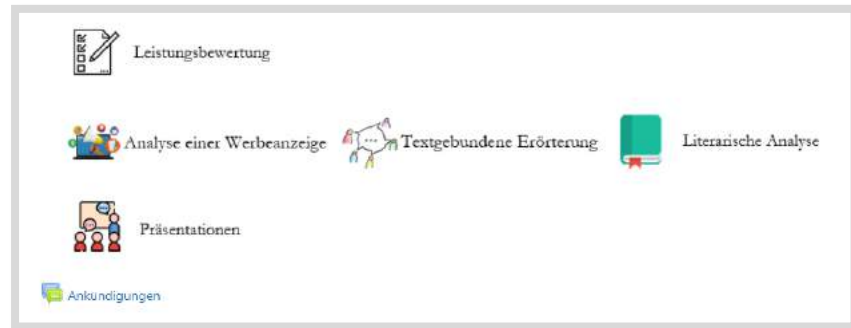 Leistungsbewertung
Analyse einer Werbeanzeige Textgebundene Erörterung Literarische Analyse
Präsentationen
Ankündigungen